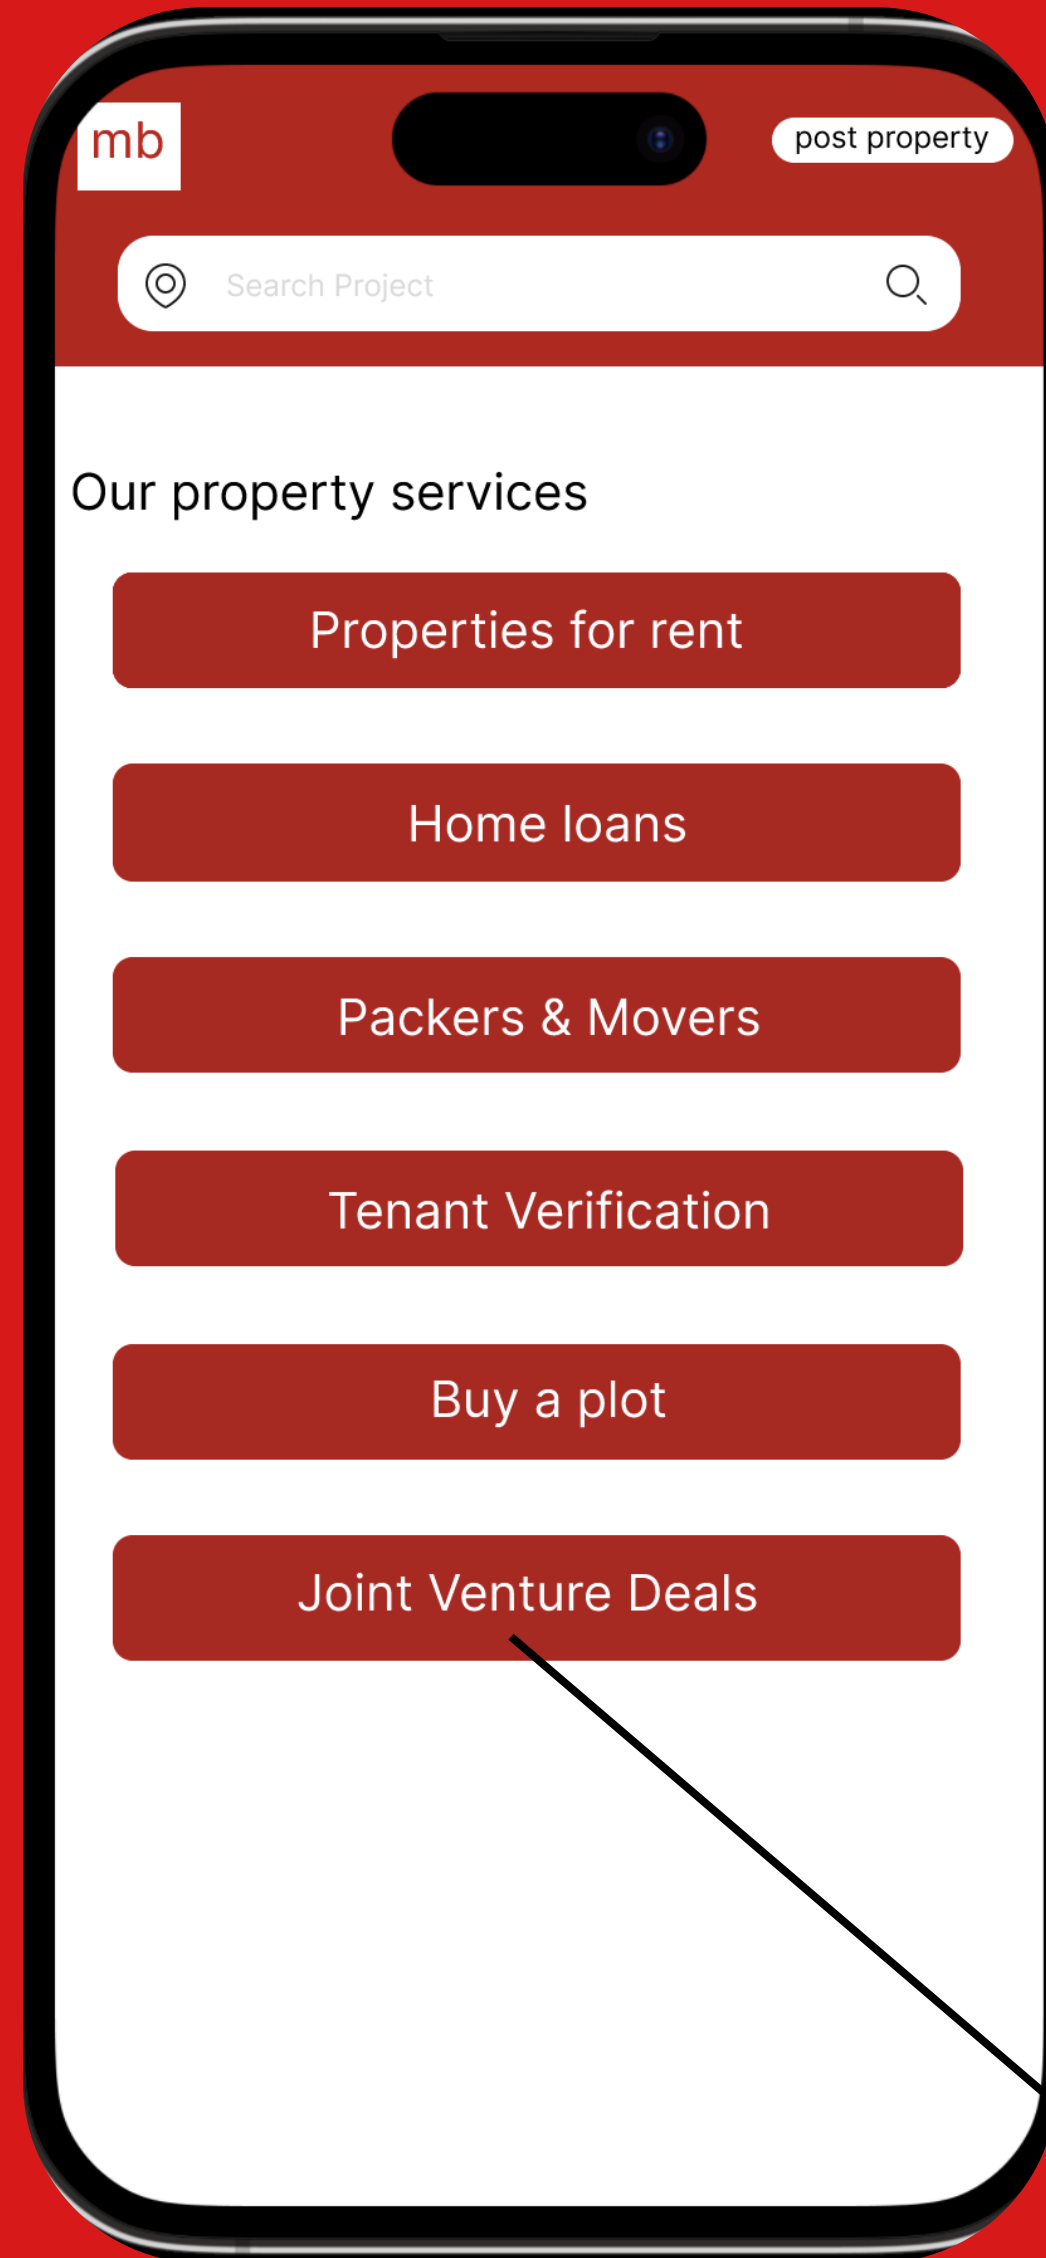 mb
post property
Search Project
Our property services
Properties for rent
Home loans
Packers & Movers
Tenant Verification
Buy a plot
Joint Venture Deals